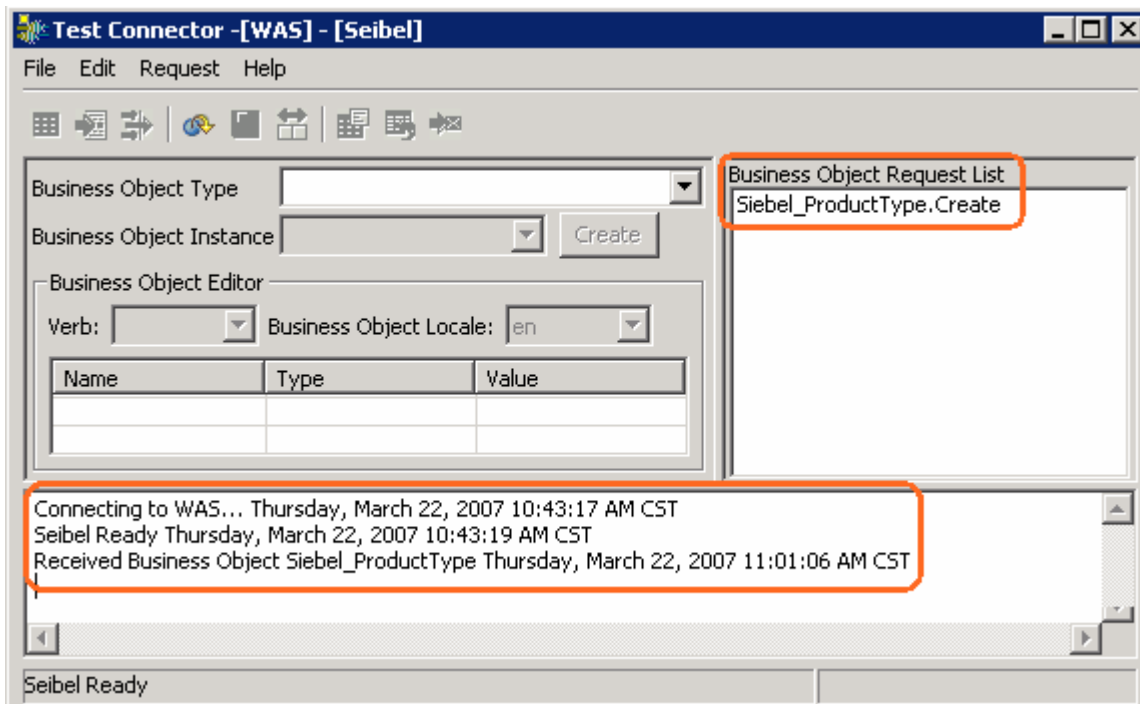 Test Connector -[WAS] - [Seibel]
File Edit Request Help
Business Object Type
Business Object Instance Create
Business Object Editor
Verb: Business Object Locale: en
Name Type Value
Business Object Request List
Siebel_ProductType.Create
Connecting to WAS... Thursday, March 22, 2007 10:43:17 AM CST
Seibel Ready Thursday, March 22, 2007 10:43:19 AM CST
Received Business Object Siebel_ProductType Thursday, March 22, 2007 11:01:06 AM CST
Seibel Ready